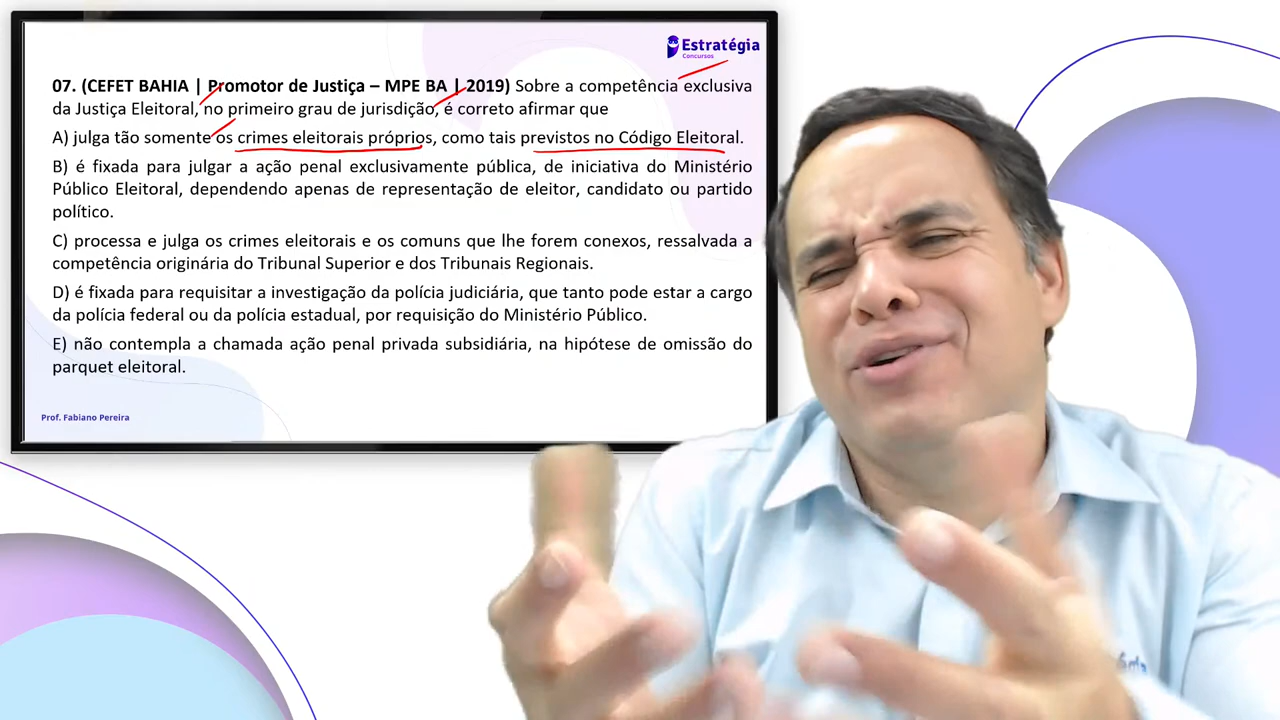 Estratégia
Concursos
07. (CEFET BAHIA | Promotor de Justiça – MPE BA | 2019) Sobre a competência exclusiva
da Justiça Eleitoral, no primeiro grau de jurisdição, é correto afirmar que
A) julga tão somente os crimes eleitorais próprios, como tais previstos no Código Eleitoral.
B) é fixada para julgar a ação penal exclusivamente pública, de iniciativa do Ministério
Público Eleitoral, dependendo apenas de representação de eleitor, candidato ou partido
político.
C) processa e julga os crimes eleitorais e os comuns que lhe forem conexos, ressalvada a
competência originária do Tribunal Superior e dos Tribunais Regionais.
D) é fixada para requisitar a investigação da polícia judiciária, que tanto pode estar a cargo
da polícia federal ou da polícia estadual, por requisição do Ministério Público.
E) não contempla a chamada ação penal privada subsidiária, na hipótese de omissão do
parquet eleitoral.
Prof. Fabiano Pereira